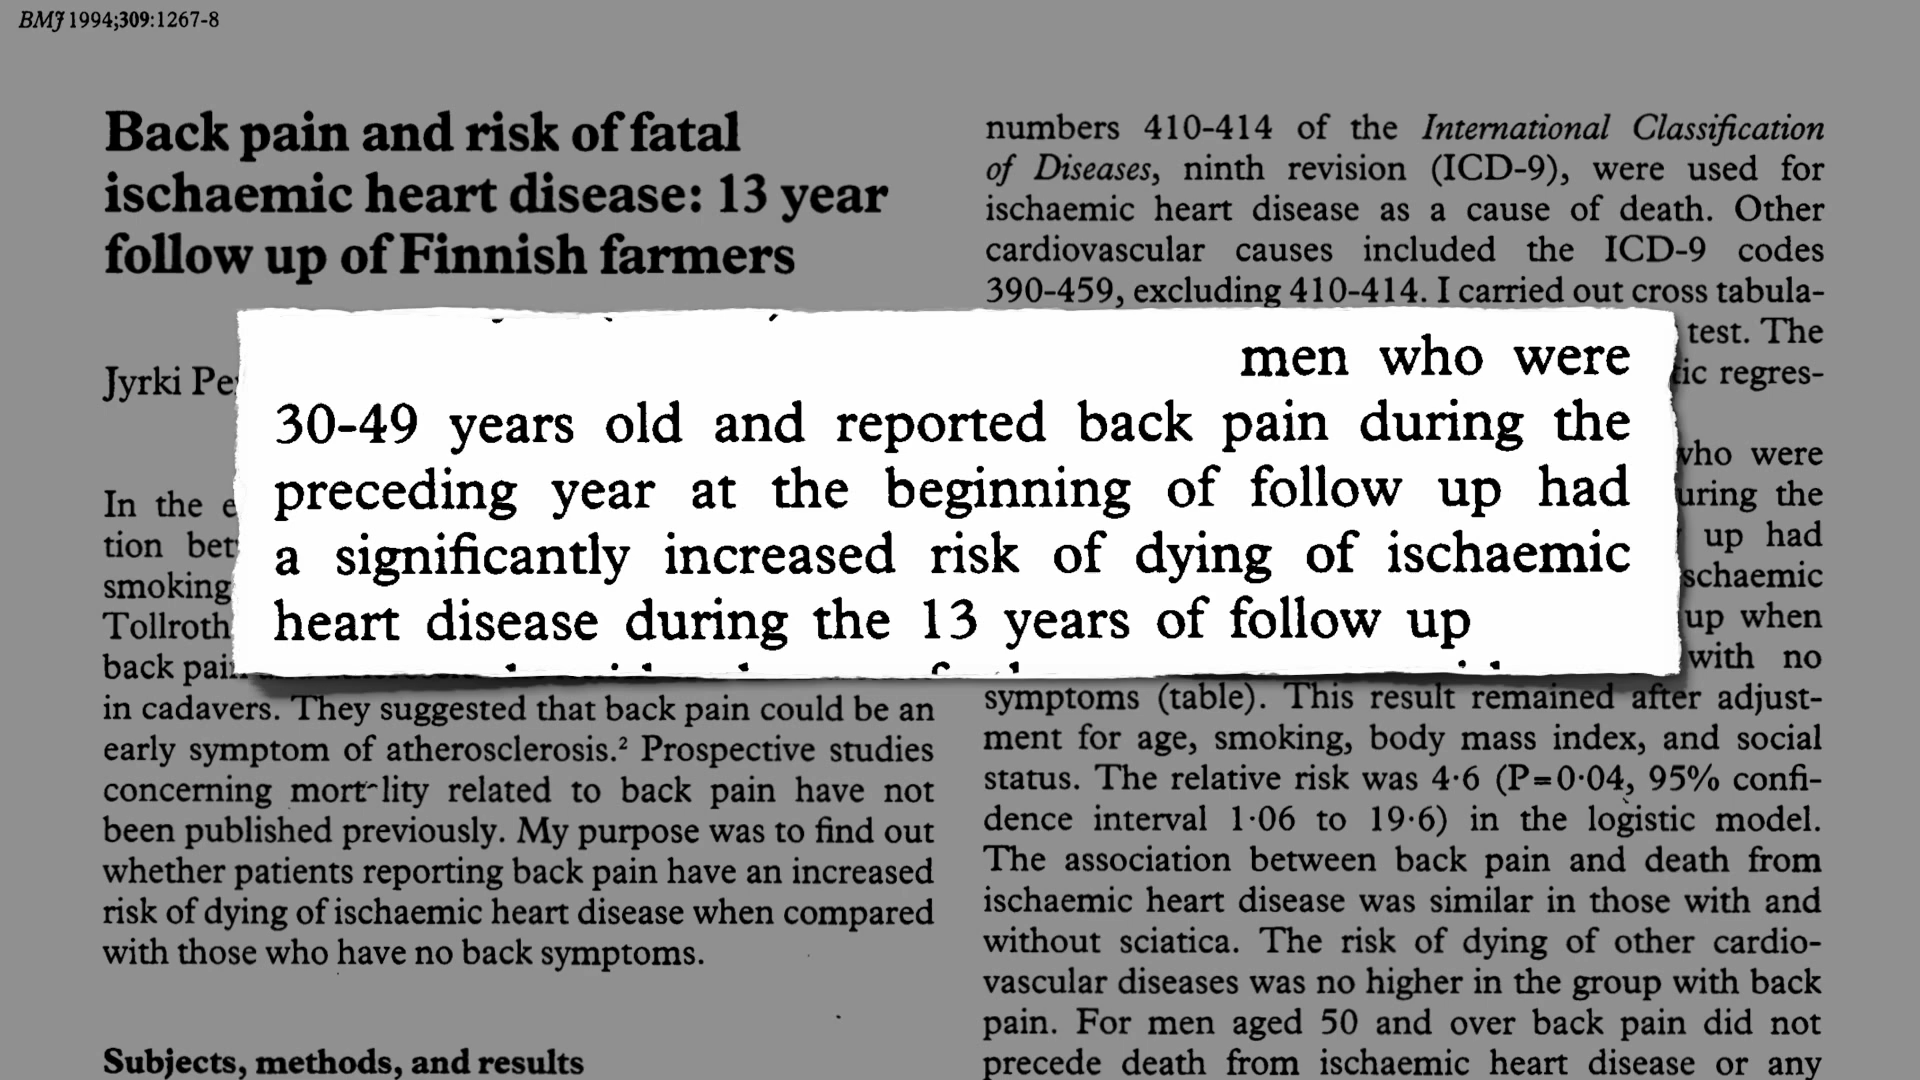 BMJ 1994;309:1267-8
Back pain and risk of fatal
ischaemic heart disease: 13 year
follow up of Finnish farmers
Jyrki Pe
In the e
tion bet
smoking
Tollroth
back pai
in cadavers. They suggested that back pain could be an
early symptom of atherosclerosis.² Prospective studies
concerning mort lity related to back pain have not
been published previously. My purpose was to find out
whether patients reporting back pain have an increased
risk of dying of ischaemic heart disease when compared
with those who have no back symptoms.
Subjects, methods, and results
men who were
30-49 years old and reported back pain during the
preceding year at the beginning of follow up had
a significantly increased risk of dying of ischaemic
heart disease during the 13 years of follow up
numbers 410-414 of the International Classification
of Diseases, ninth revision (ICD-9), were used for
ischaemic heart disease as a cause of death. Other
cardiovascular causes included the ICD-9 codes
390-459, excluding 410-414. I carried out cross tabula-
test. The
tic regres-
who were
uring the
up had
schaemic
up when
with no
symptoms (table). This result remained after adjust-
ment for age, smoking, body mass index, and social
status. The relative risk was 4·6 (P=0·04, 95% confi-
dence interval 1·06 to 19·6) in the logistic model.
The association between back pain and death from
ischaemic heart disease was similar in those with and
without sciatica. The risk of dying of other cardio-
vascular diseases was no higher in the group with back
pain. For men aged 50 and over back pain did not
precede death from ischaemic heart disease or any